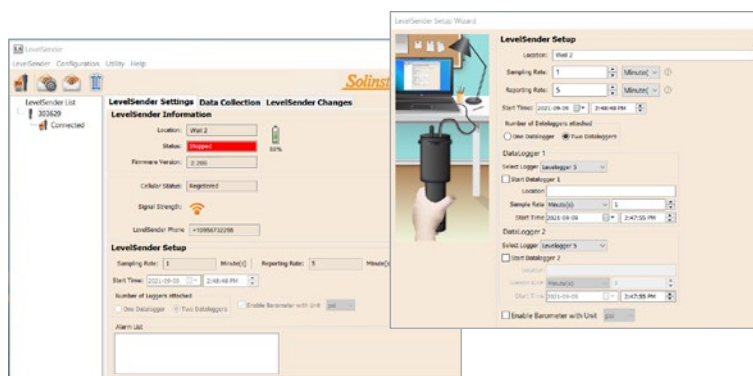 LevelSender
LevelSender Configuration Utility Help
Solinst
LevelSender List
303629
Connected
LevelSender Settings Data Collection LevelSender Changes
LevelSender Information
Location: Well 2
Status: Stopped
88%
Firmware Version: 2.200
Cellular Status: Registered
Signal Strength:
LevelSender Phone
LevelSender Setup
Sampling Rate: 1 Minute(s) Reporting Rate: 5 Minute(s)
Start Time: 2021-09-09 2:48:48 PM
Number of Loggers attached
One Datalogger Two Dataloggers Enable Barometer with Unit psi
Alarm List
LevelSender Setup Wizard
LevelSender Setup
Location: Well 2
Sampling Rate: 1 Minute(
Reporting Rate: 5 Minute(
Start Time: 2021-09-09 2:48:48 PM
Number of Dataloggers attached
One Datalogger Two Dataloggers
DataLogger 1
Select Logger Levelogger 5
Start Datalogger 1
Location
Sample Rate Minute(s) 1
Start Time 2021-09-09 2:47:55 PM
DataLogger 2
Select Logger Levelogger 5
Start Datalogger 2
Location
Sample Rate Minute(s) 1
Start Time 2021-09-09 2:47:55 PM
Enable Barometer with Unit psi